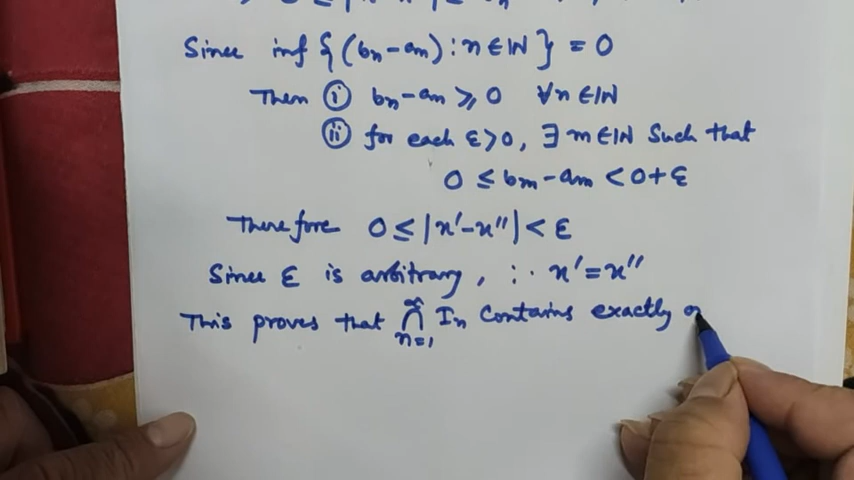 Since inf {(bn-an) : n ∈ IN} = 0
Then (i) bn-an ≥ 0 ∀n ∈ IN
(ii) for each ε>0, ∃ m ∈ IN Such that
0 ≤ bm-am < 0+ε
Therefore 0 ≤ |x'-x''| < ε
Since ε is arbitrary, ∴ x' = x''
This proves that ∞⋂n=1 In Contains exactly o